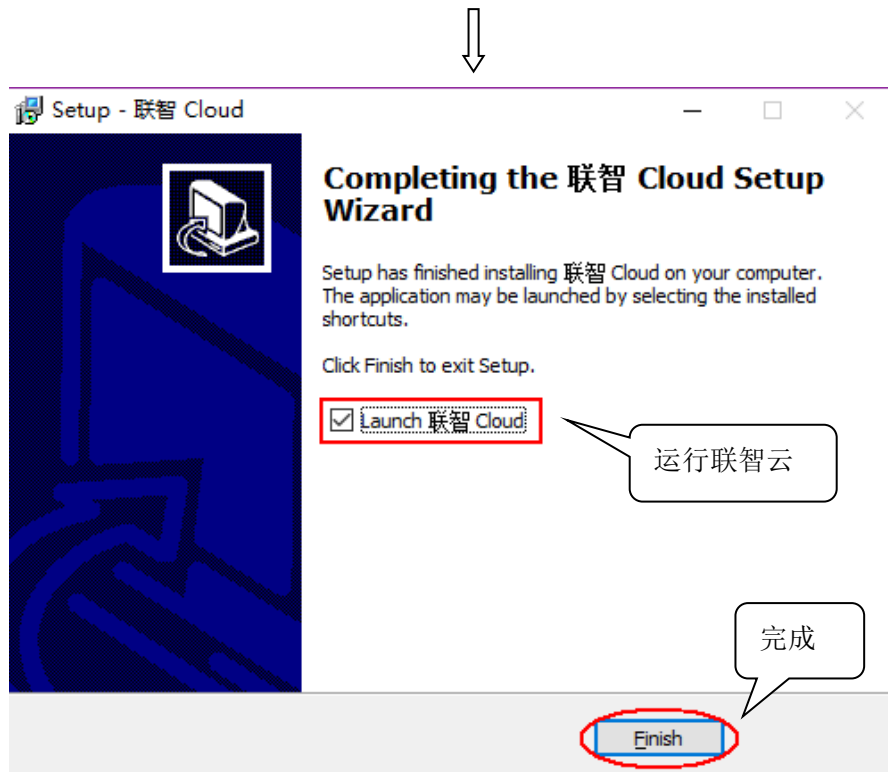 Setup - 联智 Cloud
Completing the 联智 Cloud Setup
Wizard
Setup has finished installing 联智 Cloud on your computer.
The application may be launched by selecting the installed
shortcuts.
Click Finish to exit Setup.
Launch 联智 Cloud
运行联智云
完成
Finish